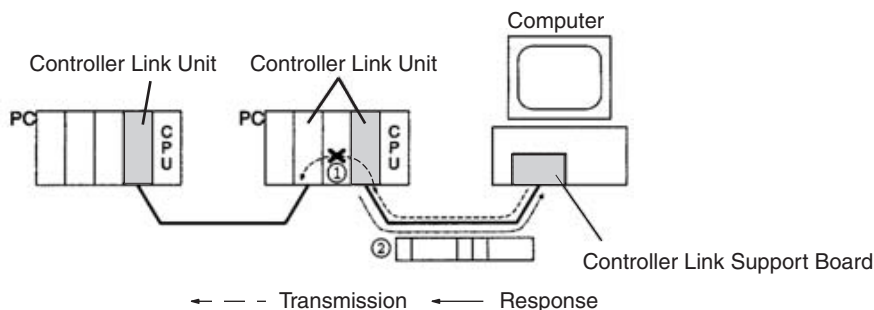 Computer
Controller Link Unit
Controller Link Unit
PC
CPU
PC
CPU
①
②
Controller Link Support Board
Transmission
Response